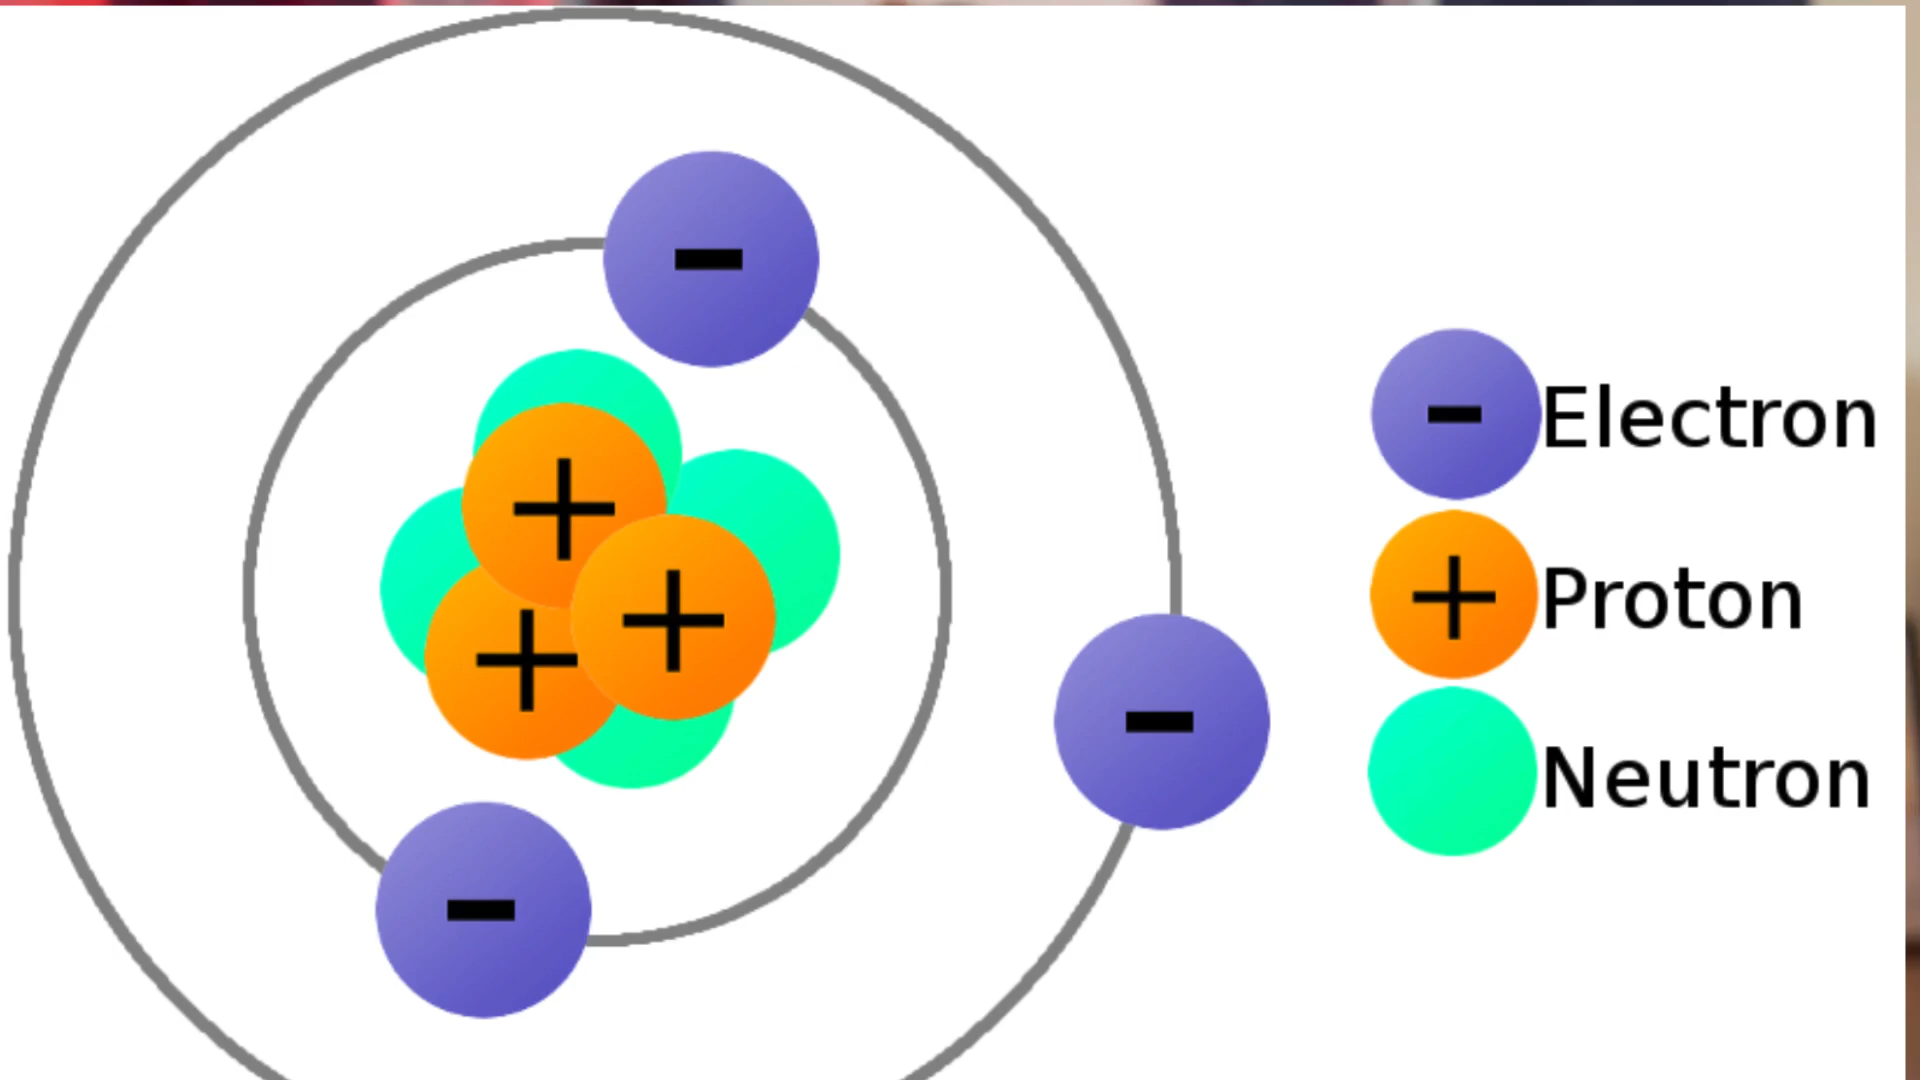 -
+
+
+
-
-
- Electron
+ Proton
Neutron